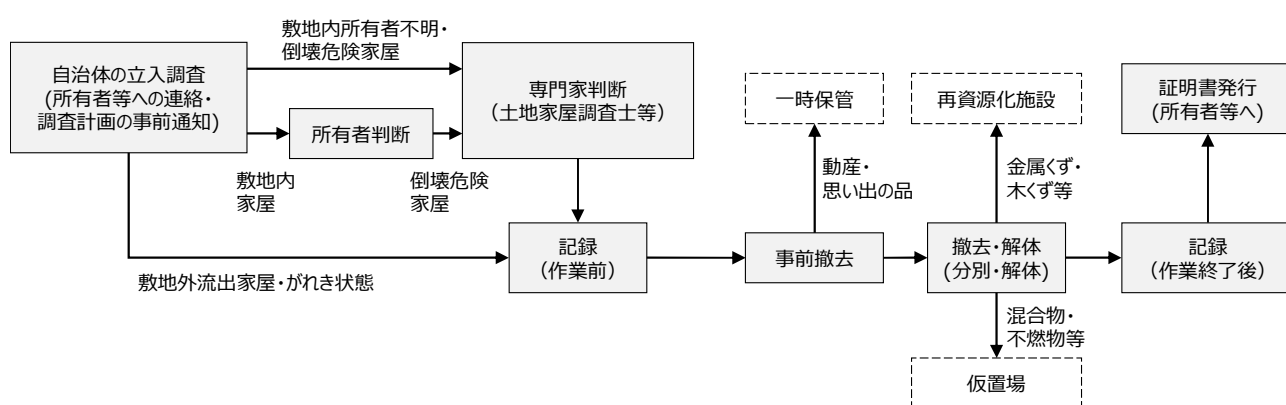 敷地内所有者不明・
倒壊危険家屋
自治体の立入調査
(所有者等への連絡・
調査計画の事前通知)
所有者判断
専門家判断
（土地家屋調査士等）
敷地内
家屋
倒壊危険
家屋
敷地外流出家屋・がれき状態
記録
（作業前）
一時保管
動産・
思い出の品
事前撤去
再資源化施設
金属くず・
木くず等
撤去・解体
(分別・解体)
混合物・
不燃物等
仮置場
証明書発行
(所有者等へ)
記録
(作業終了後)